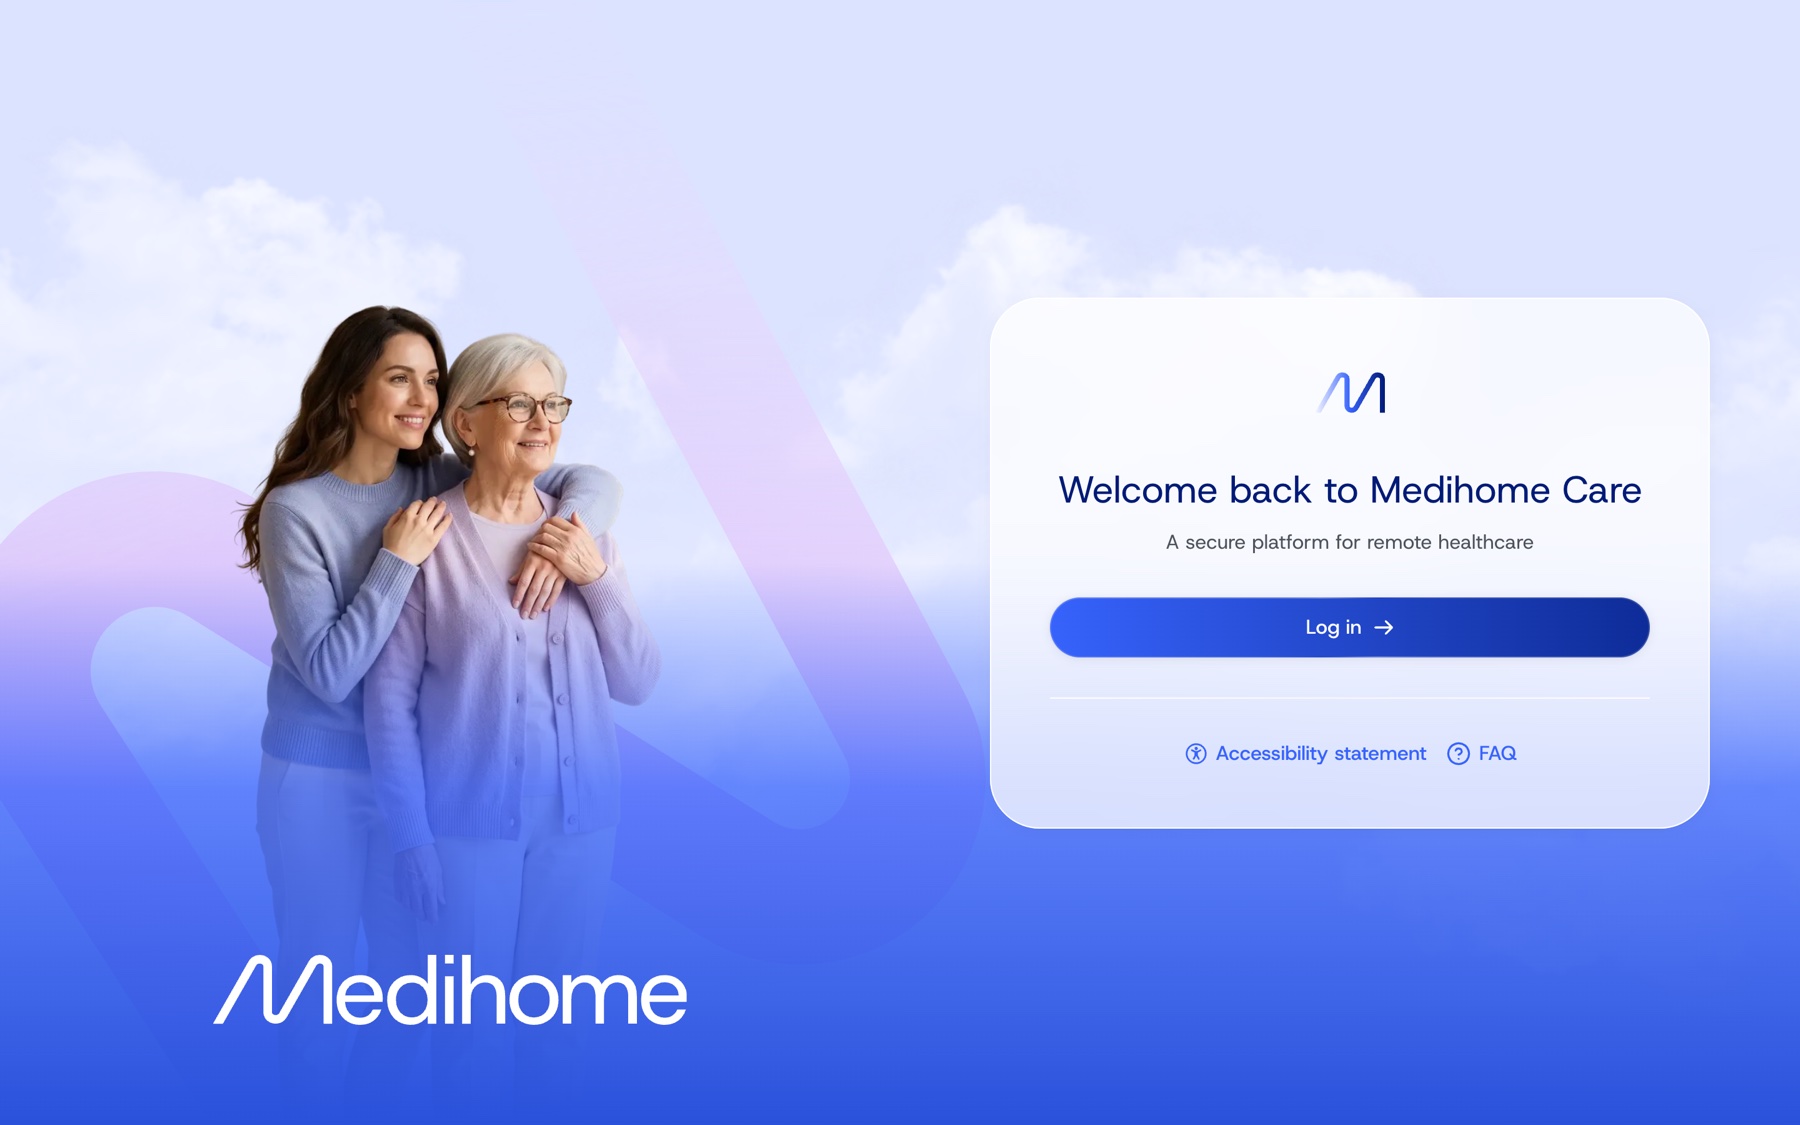 Welcome back to Medihome Care
A secure platform for remote healthcare
Log in
Accessibility statement FAQ
Medihome